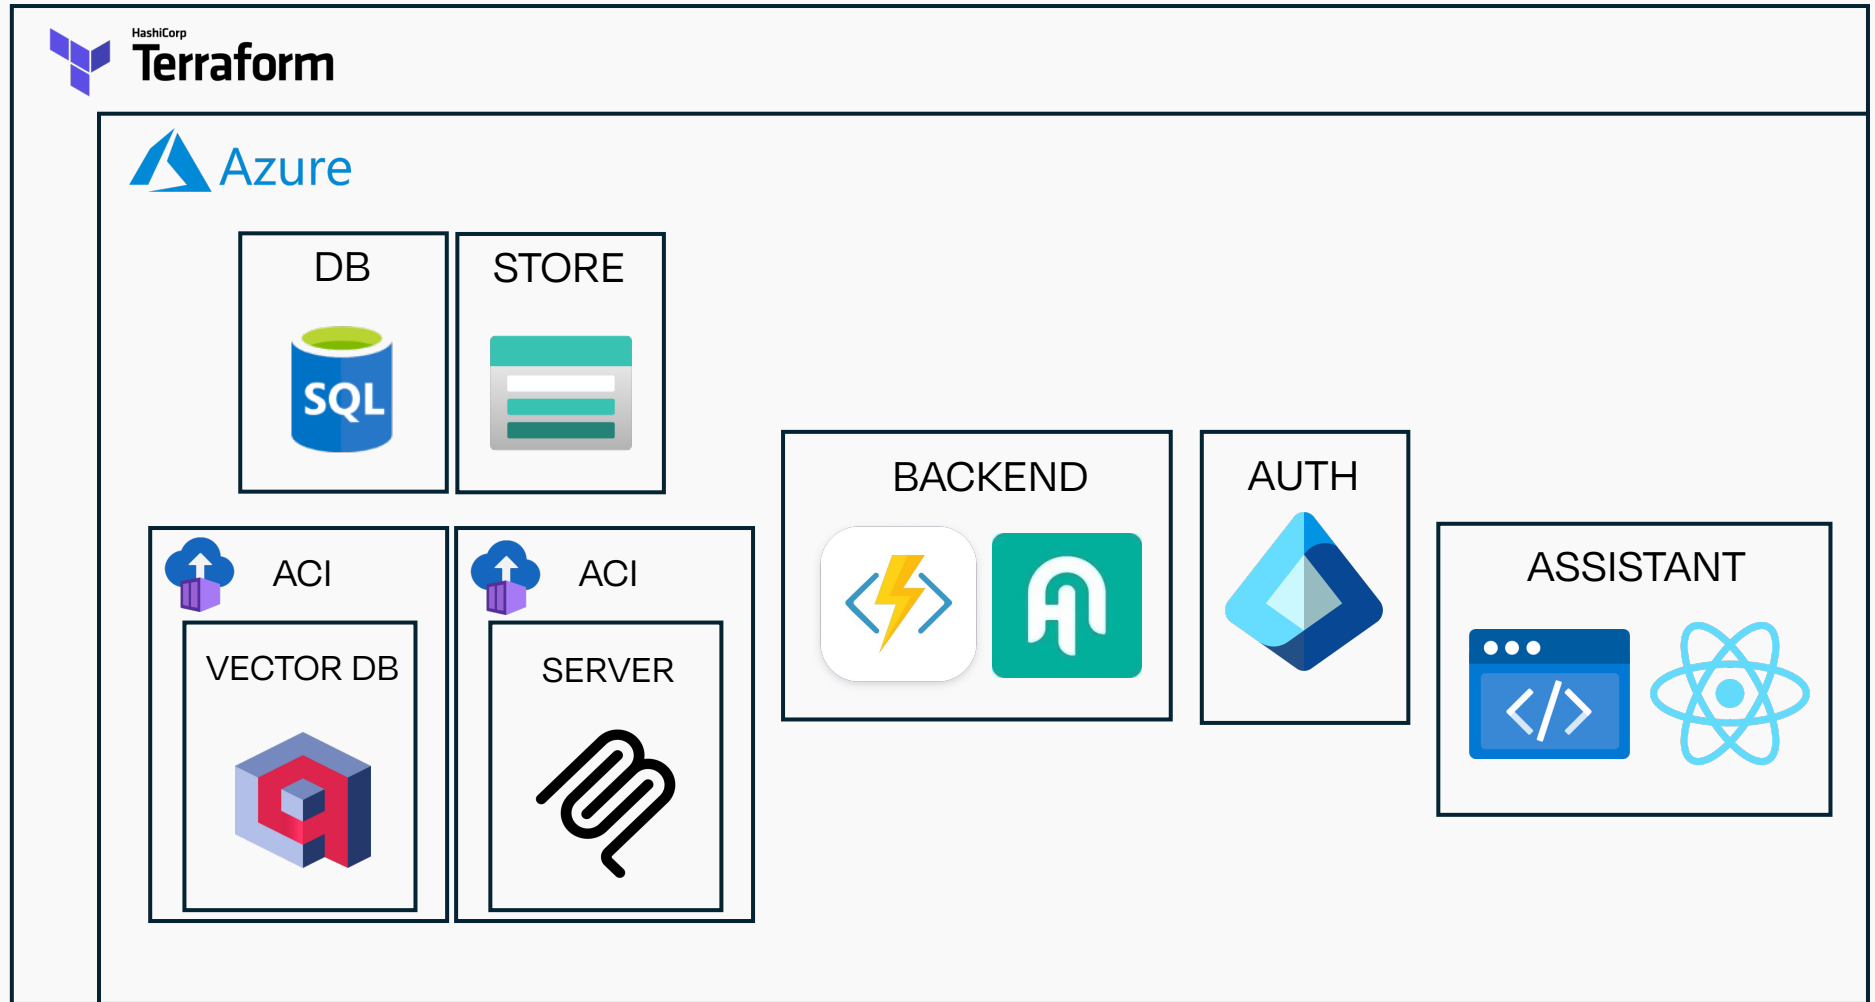 HashiCorp
Terraform
Azure
DB
STORE
SQL
BACKEND
AUTH
ASSISTANT
ACI
ACI
VECTOR DB
SERVER